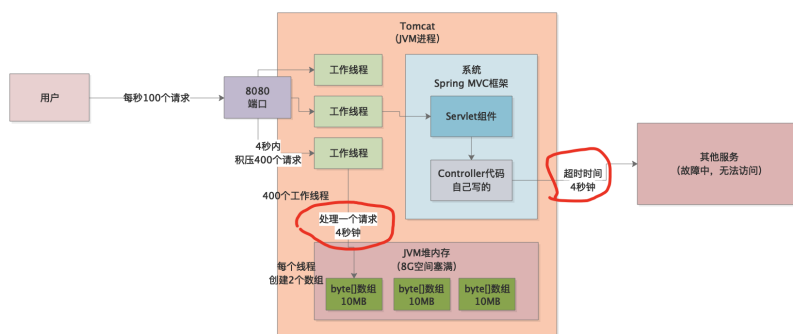 Tomcat
（JVM进程）
用户
每秒100个请求
8080
端口
工作线程
工作线程
工作线程
4秒内
积压400个请求
系统
Spring MVC框架
Servlet组件
Controller代码
自己写的
超时时间
4秒钟
其他服务
（故障中，无法访问）
400个工作线程
处理一个请求
4秒钟
每个线程
创建2个数组
JVM堆内存
（8G空间塞满）
byte[]数组
10MB
byte[]数组
10MB
byte[]数组
10MB